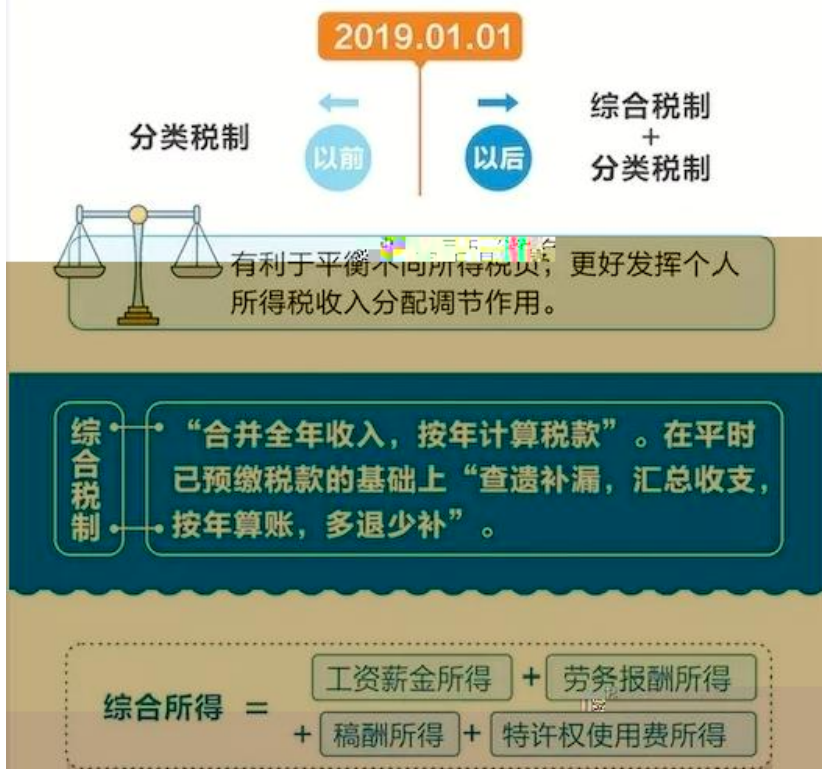 2019.01.01
分类税制
以前
以后
综合税制
+
分类税制
有利于平衡不同所得税负，更好发挥个人
所得税收入分配调节作用。
综合税制
“合并全年收入，按年计算税款”。在平时
已预缴税款的基础上“查遗补漏，汇总收支，
按年算账，多退少补”。
综合所得 = 工资薪金所得 + 劳务报酬所得
+ 稿酬所得 + 特许权使用费所得